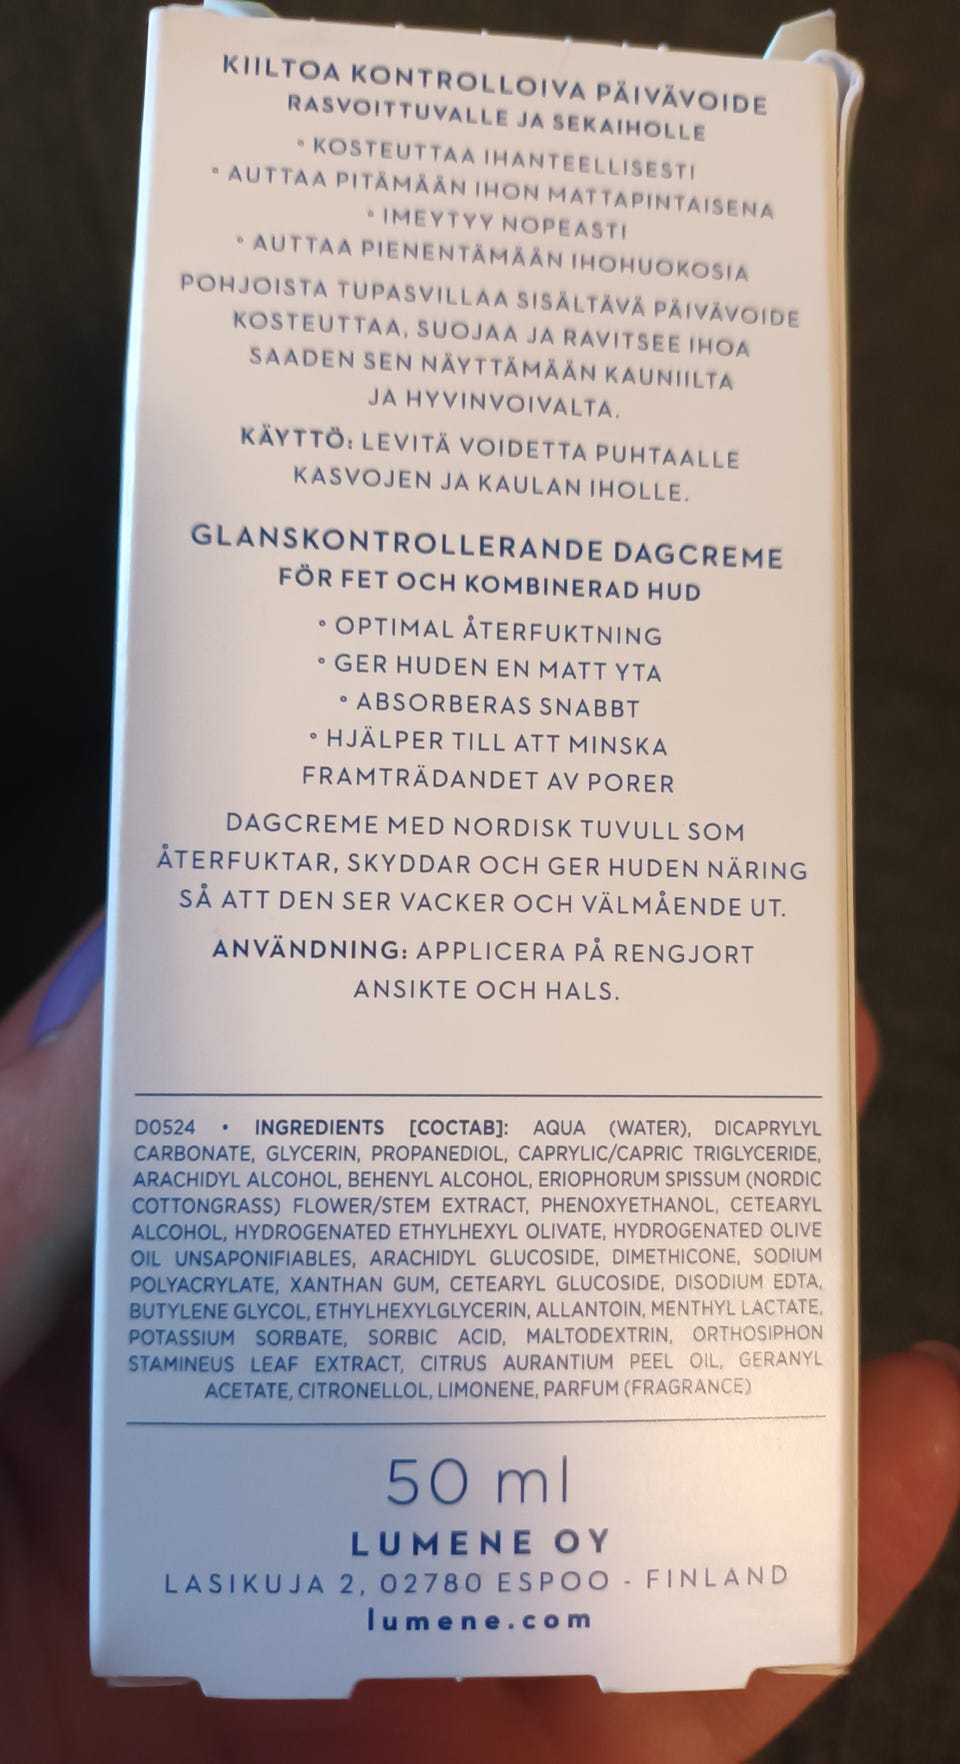 KIILTOA KONTROLLOIVA PÄIVÄVOIDE
RASVOITTUVALLE JA SEKAIHOLLE
° KOSTEUTTAA IHANTEELLISESTI
° AUTTAA PITÄMÄÄN IHON MATTAPINTAISENA
° IMEYTYY NOPEASTI
° AUTTAA PIENENTÄMÄÄN IHOHUOKOSIA
POHJOISTA TUPASVILLAA SISÄLTÄVÄ PÄIVÄVOIDE
KOSTEUTTAA, SUOJAA JA RAVITSEE IHOA
SAADEN SEN NÄYTTÄMÄÄN KAUNIILTA
JA HYVINVOIVALTA.
KÄYTTÖ: LEVITÄ VOIDETTA PUHTAALLE
KASVOJEN JA KAULAN IHOLLE.
GLANSKONTROLLERANDE DAGCREME
FÖR FET OCH KOMBINERAD HUD
° OPTIMAL ÅTERFUKTNING
° GER HUDEN EN MATT YTA
° ABSORBERAS SNABBT
° HJÄLPER TILL ATT MINSKA
FRAMTRÄDANDET AV PORER
DAGCREME MED NORDISK TUVULL SOM
ÅTERFUKTAR, SKYDDAR OCH GER HUDEN NÄRING
SÅ ATT DEN SER VACKER OCH VÄLMÅENDE UT.
ANVÄNDNING: APPLICERA PÅ RENGJORT
ANSIKTE OCH HALS.
D0524 • INGREDIENTS [СОСТАВ]: AQUA (WATER), DICAPRYLYL
CARBONATE, GLYCERIN, PROPANEDIOL, CAPRYLIC/CAPRIC TRIGLYCERIDE,
ARACHIDYL ALCOHOL, BEHENYL ALCOHOL, ERIOPHORUM SPISSUM (NORDIC
COTTONGRASS) FLOWER/STEM EXTRACT, PHENOXYETHANOL, CETEARYL
ALCOHOL, HYDROGENATED ETHYLHEXYL OLIVATE, HYDROGENATED OLIVE
OIL UNSAPONIFIABLES, ARACHIDYL GLUCOSIDE, DIMETHICONE, SODIUM
POLYACRYLATE, XANTHAN GUM, CETEARYL GLUCOSIDE, DISODIUM EDTA,
BUTYLENE GLYCOL, ETHYLHEXYLGLYCERIN, ALLANTOIN, MENTHYL LACTATE,
POTASSIUM SORBATE, SORBIC ACID, MALTODEXTRIN, ORTHOSIPHON
STAMINEUS LEAF EXTRACT, CITRUS AURANTIUM PEEL OIL, GERANYL
ACETATE, CITRONELLOL, LIMONENE, PARFUM (FRAGRANCE)
50 ml
LUMENE OY
LASIKUJA 2, 02780 ESPOO - FINLAND
lumene.com